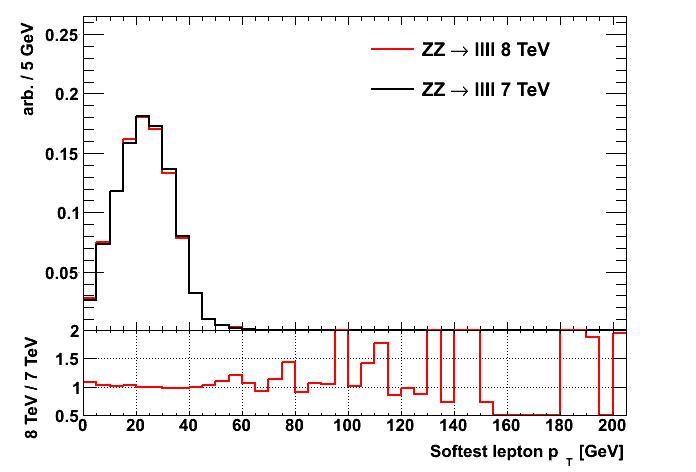 arb. / 5 GeV
0.25
0.2
0.15
0.1
0.05
ZZ → llll 8 TeV
ZZ → llll 7 TeV
8 TeV / 7 TeV
2
1.5
1
0.5
0 20 40 60 80 100 120 140 160 180 200
Softest lepton p T [GeV]